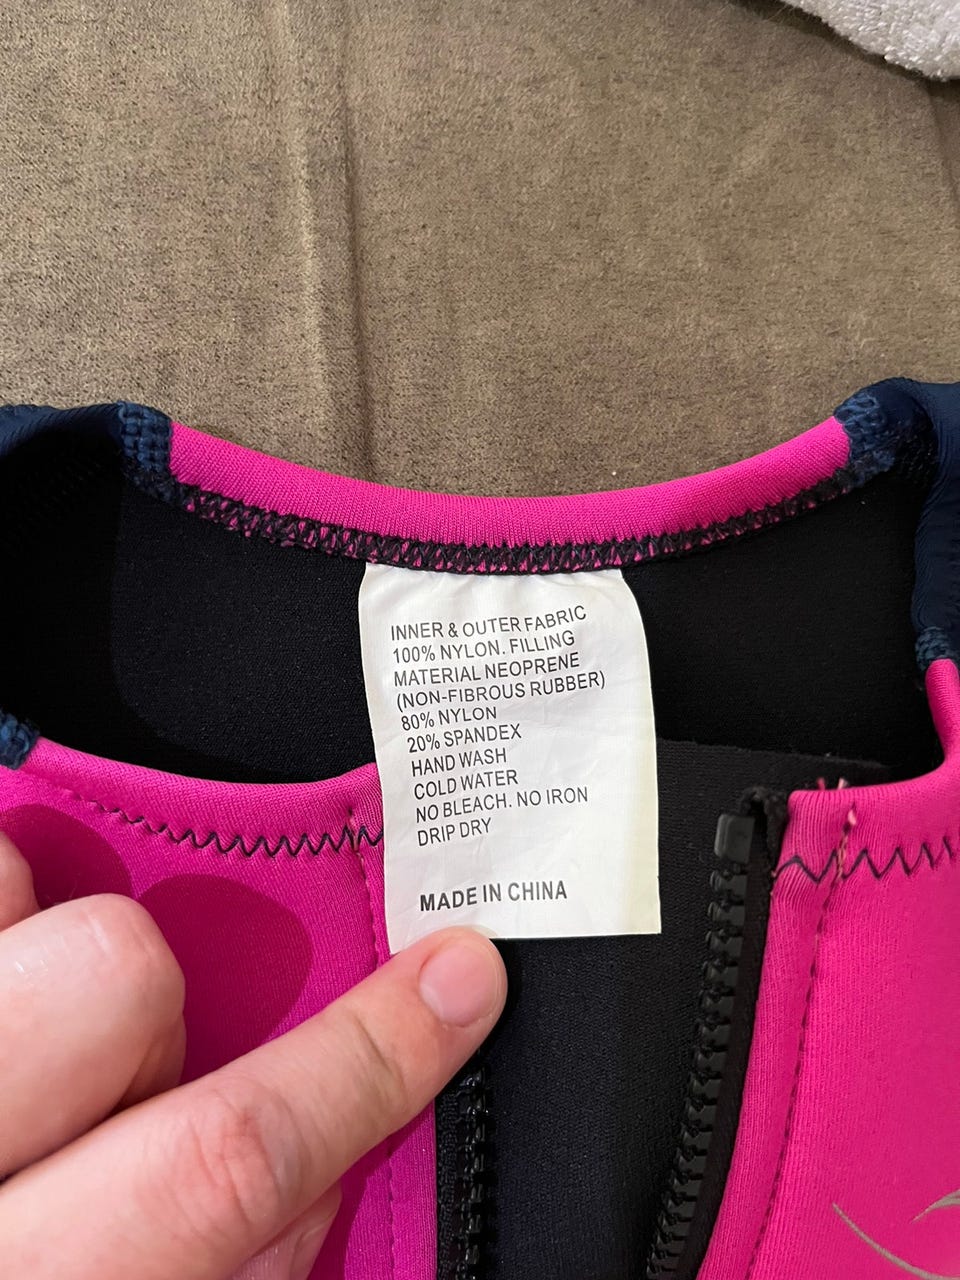 INNER & OUTER FABRIC
100% NYLON. FILLING
MATERIAL NEOPRENE
(NON-FIBROUS RUBBER)
80% NYLON
20% SPANDEX
HAND WASH
COLD WATER
NO BLEACH. NO IRON
DRIP DRY
MADE IN CHINA